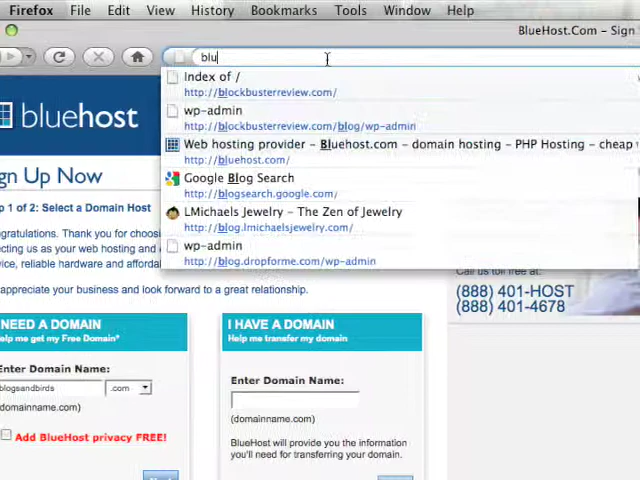 Firefox File Edit View History Bookmarks Tools Window Help
BlueHost.Com – Sign
blu
Index of /
http://blockbusterreview.com/
wp-admin
http://blockbusterreview.com/blog/wp-admin
Web hosting provider – Bluehost.com – domain hosting – PHP Hosting – cheap
http://bluehost.com/
Google Blog Search
http://blogsearch.google.com/
LMichaels Jewelry – The Zen of Jewelry
http://blog.lmichaelsjewelry.com/
wp-admin
http://blog.dropforme.com/wp-admin
bluehost
gn Up Now
p 1 of 2: Select a Domain Host
ngratulations. Thank you for choosi
ecting us as your web hosting and
vice, reliable hardware and affordab
appreciate your business and look forward to a great relationship.
Call us toll free at:
(888) 401-HOST
(888) 401-4678
NEED A DOMAIN
Help me get my Free Domain*
Enter Domain Name:
blogsandbirds .com
(domainname.com)
Add BlueHost privacy FREE!
I HAVE A DOMAIN
Help me transfer my domain
Enter Domain Name:
(domainname.com)
BlueHost will provide you the information
you'll need for transferring your domain.